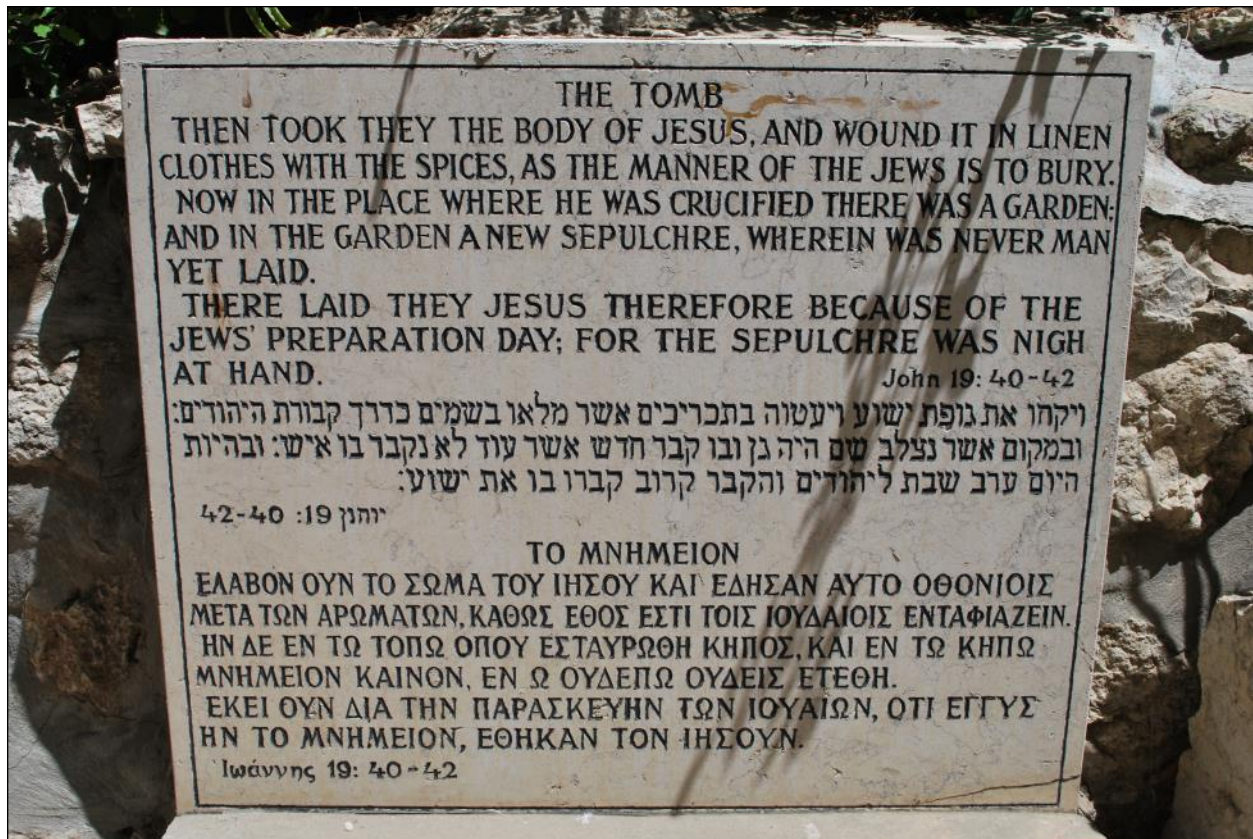 THE TOMB
THEN TOOK THEY THE BODY OF JESUS, AND WOUND IT IN LINEN
CLOTHES WITH THE SPICES, AS THE MANNER OF THE JEWS IS TO BURY.
NOW IN THE PLACE WHERE HE WAS CRUCIFIED THERE WAS A GARDEN;
AND IN THE GARDEN A NEW SEPULCHRE, WHEREIN WAS NEVER MAN
YET LAID.
THERE LAID THEY JESUS THEREFORE BECAUSE OF THE
JEWS' PREPARATION DAY; FOR THE SEPULCHRE WAS NIGH
AT HAND.
John 19: 40-42
ויקחו את גופת ישוע ויעטוה בתכריכים אשר מלאו בשמים כדרך קבורת היהודים:
ובמקום אשר נצלב שם היה גן ובו קבר חדש אשר עוד לא נקבר בו איש: ובהיות
היום ערב שבת ליהודים והקבר קרוב קברו בו את ישוע:
יוחנן 19: 40-42
ΤΟ ΜΝΗΜΕΙΟΝ
ΕΛΑΒΟΝ ΟΥΝ ΤΟ ΣΩΜΑ ΤΟΥ ΙΗΣΟΥ ΚΑΙ ΕΔΗΣΑΝ ΑΥΤΟ ΟΘΟΝΙΟΙΣ
ΜΕΤΑ ΤΩΝ ΑΡΩΜΑΤΩΝ, ΚΑΘΩΣ ΕΘΟΣ ΕΣΤΙ ΤΟΙΣ ΙΟΥΔΑΙΟΙΣ ΕΝΤΑΦΙΑΖΕΙΝ.
ΗΝ ΔΕ ΕΝ ΤΩ ΤΟΠΩ ΟΠΟΥ ΕΣΤΑΥΡΩΘΗ ΚΗΠΟΣ, ΚΑΙ ΕΝ ΤΩ ΚΗΠΩ
ΜΝΗΜΕΙΟΝ ΚΑΙΝΟΝ, ΕΝ Ω ΟΥΔΕΠΩ ΟΥΔΕΙΣ ΕΤΕΘΗ.
ΕΚΕΙ ΟΥΝ ΔΙΑ ΤΗΝ ΠΑΡΑΣΚΕΥΗΝ ΤΩΝ ΙΟΥΑΙΩΝ, ΟΤΙ ΕΓΓΥΣ
ΗΝ ΤΟ ΜΝΗΜΕΙΟΝ, ΕΘΗΚΑΝ ΤΟΝ ΙΗΣΟΥΝ.
Ιωάννης 19: 40-42